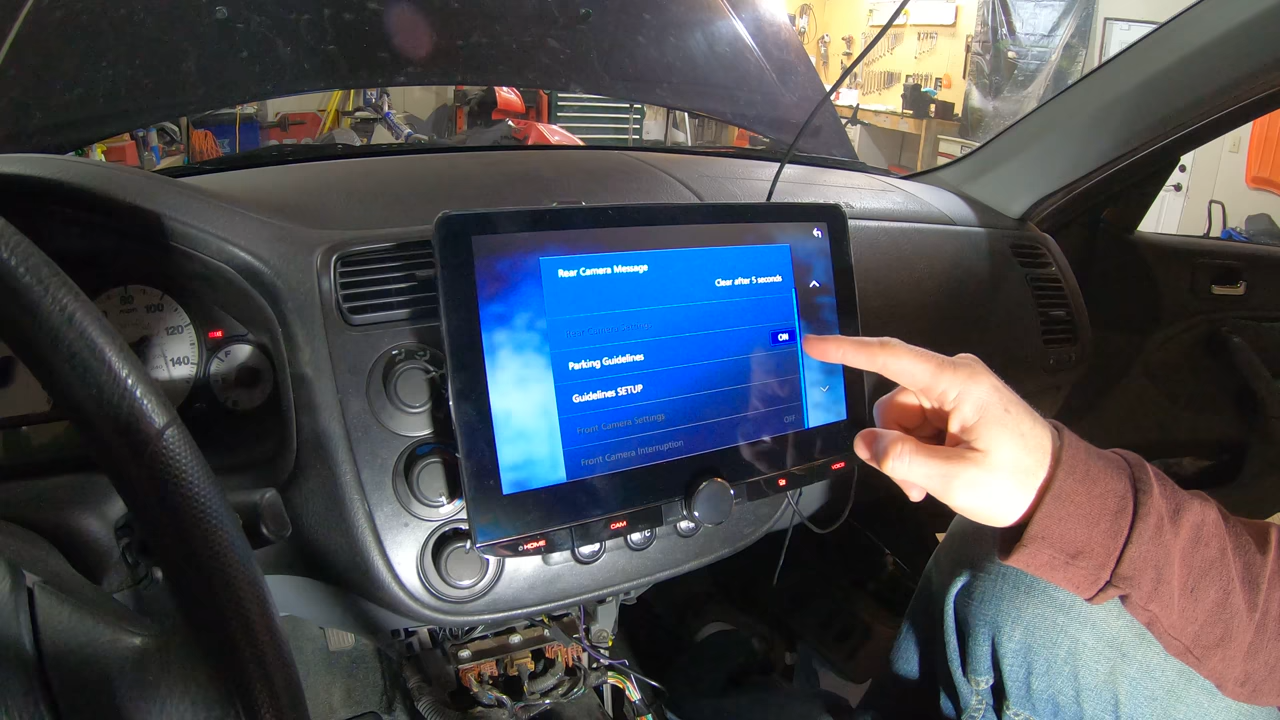 Rear Camera Message
Clear after 5 seconds
Rear Camera Settings
ON
Parking Guidelines
Guidelines SETUP
Front Camera Settings
OFF
Front Camera Interruption
HOME
CAM
VOICE
80
100
120
140
mph
F